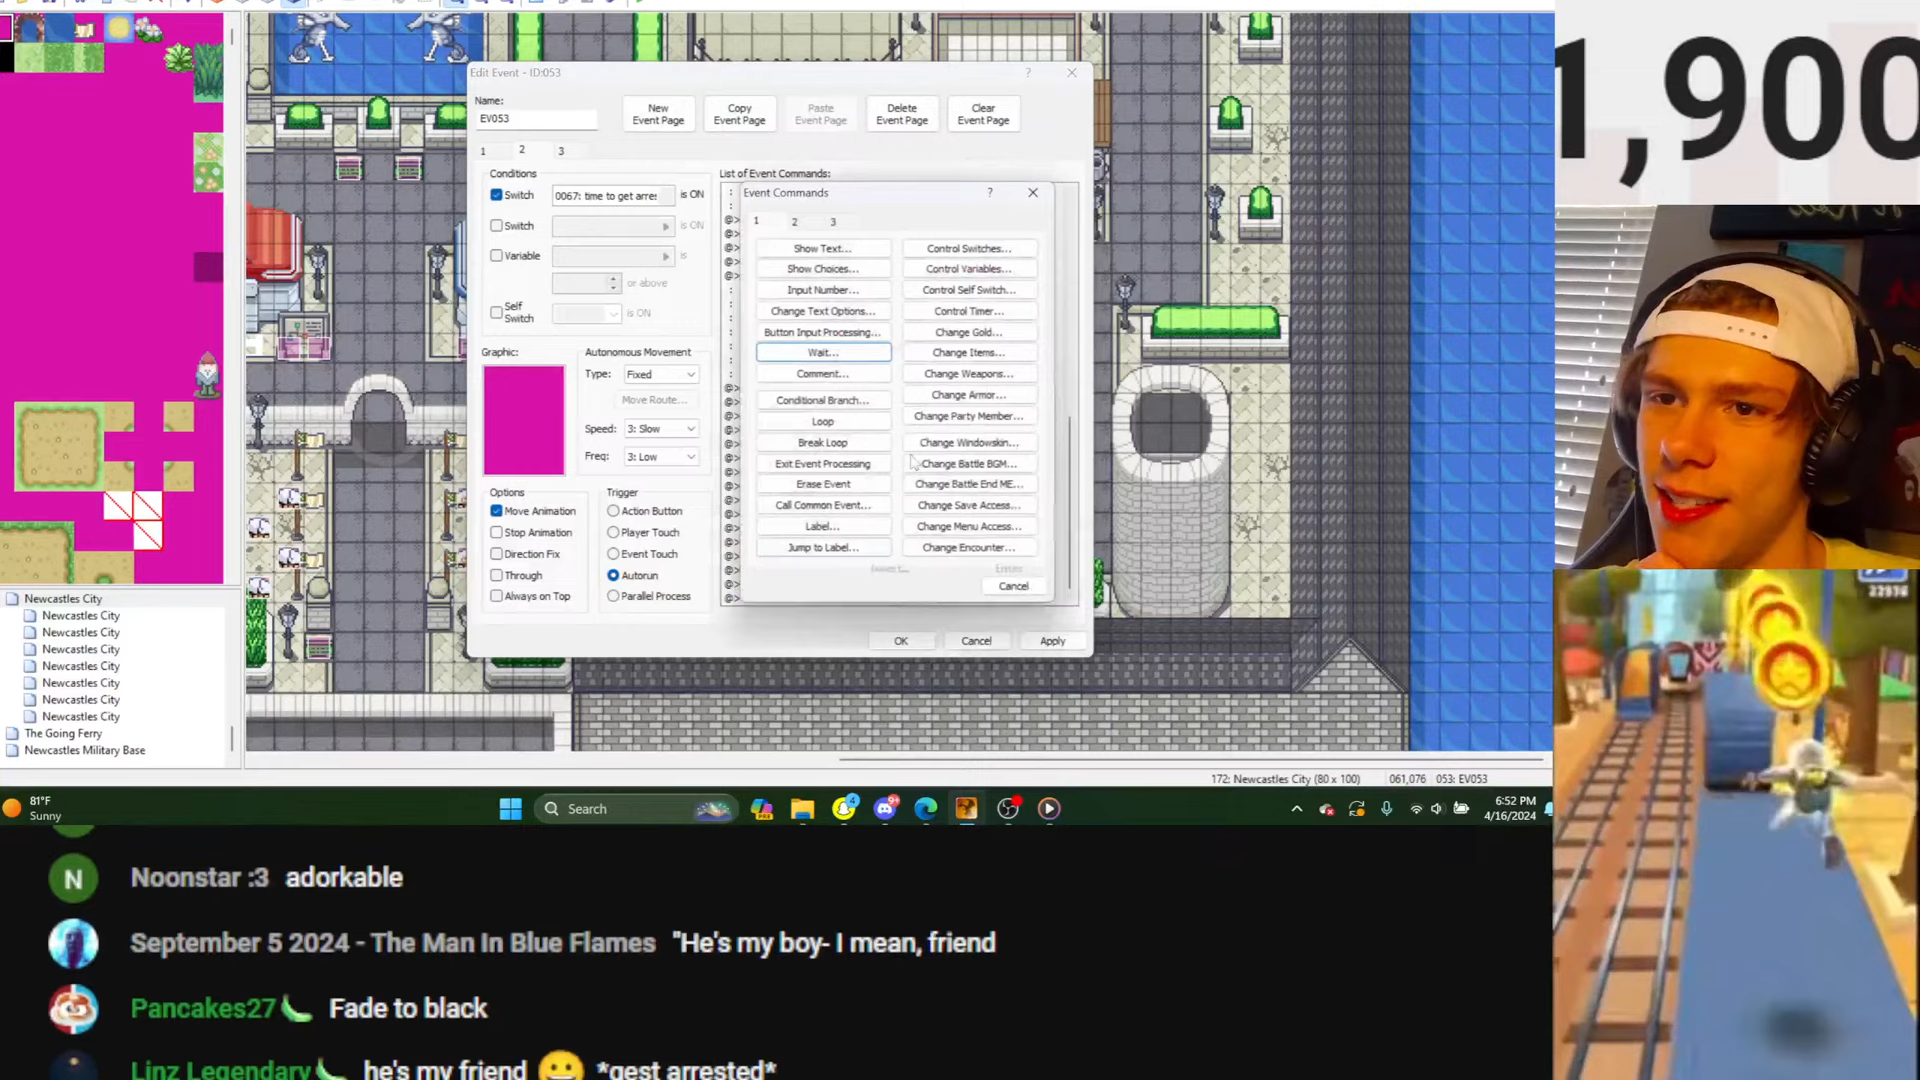 1,900
Edit Event - ID:053
?
Name:
EV053
New
Event Page
Copy
Event Page
Paste
Event Page
Delete
Event Page
Clear
Event Page
1 2 3
Conditions
Switch 0067: time to get arres is ON
Switch is ON
Variable is
or above
Self
Switch is ON
Graphic:
Autonomous Movement
Type: Fixed
Move Route...
Speed: 3: Slow
Freq: 3: Low
Options
Move Animation
Stop Animation
Direction Fix
Through
Always on Top
Trigger
Action Button
Player Touch
Event Touch
Autorun
Parallel Process
List of Event Commands:
Event Commands
?
1 2 3
Show Text...
Show Choices...
Input Number...
Change Text Options...
Button Input Processing...
Wait...
Comment...
Conditional Branch...
Loop
Break Loop
Exit Event Processing
Erase Event
Call Common Event...
Label...
Jump to Label...
Control Switches...
Control Variables...
Control Self Switch...
Control Timer...
Change Gold...
Change Items...
Change Weapons...
Change Armor...
Change Party Member...
Change Windowskin...
Change Battle BGM...
Change Battle End ME...
Change Save Access...
Change Menu Access...
Change Encounter...
Cancel
OK Cancel Apply
Newcastles City
Newcastles City
Newcastles City
Newcastles City
Newcastles City
Newcastles City
Newcastles City
Newcastles City
The Going Ferry
Newcastles Military Base
172: Newcastles City (80 x 100) 061,076 053: EV053
81°F
Sunny
Search
6:52 PM
4/16/2024
N
Noonstar :3 adorkable
September 5 2024 - The Man In Blue Flames "He's my boy- I mean, friend
Pancakes27 Fade to black
Linz Legendary he's my friend *gest arrested*